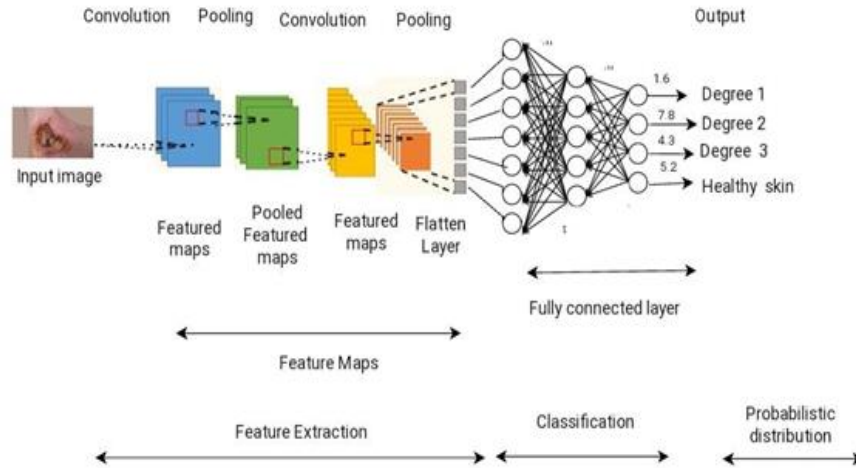 Convolution
Pooling
Convolution
Pooling
Output
Input image
1.6
Degree 1
7.8
Degree 2
4.3
Degree 3
5.2
Healthy skin
Featured
maps
Pooled
Featured
maps
Featured
maps
Flatten
Layer
Fully connected layer
Feature Maps
Feature Extraction
Classification
Probabilistic
distribution